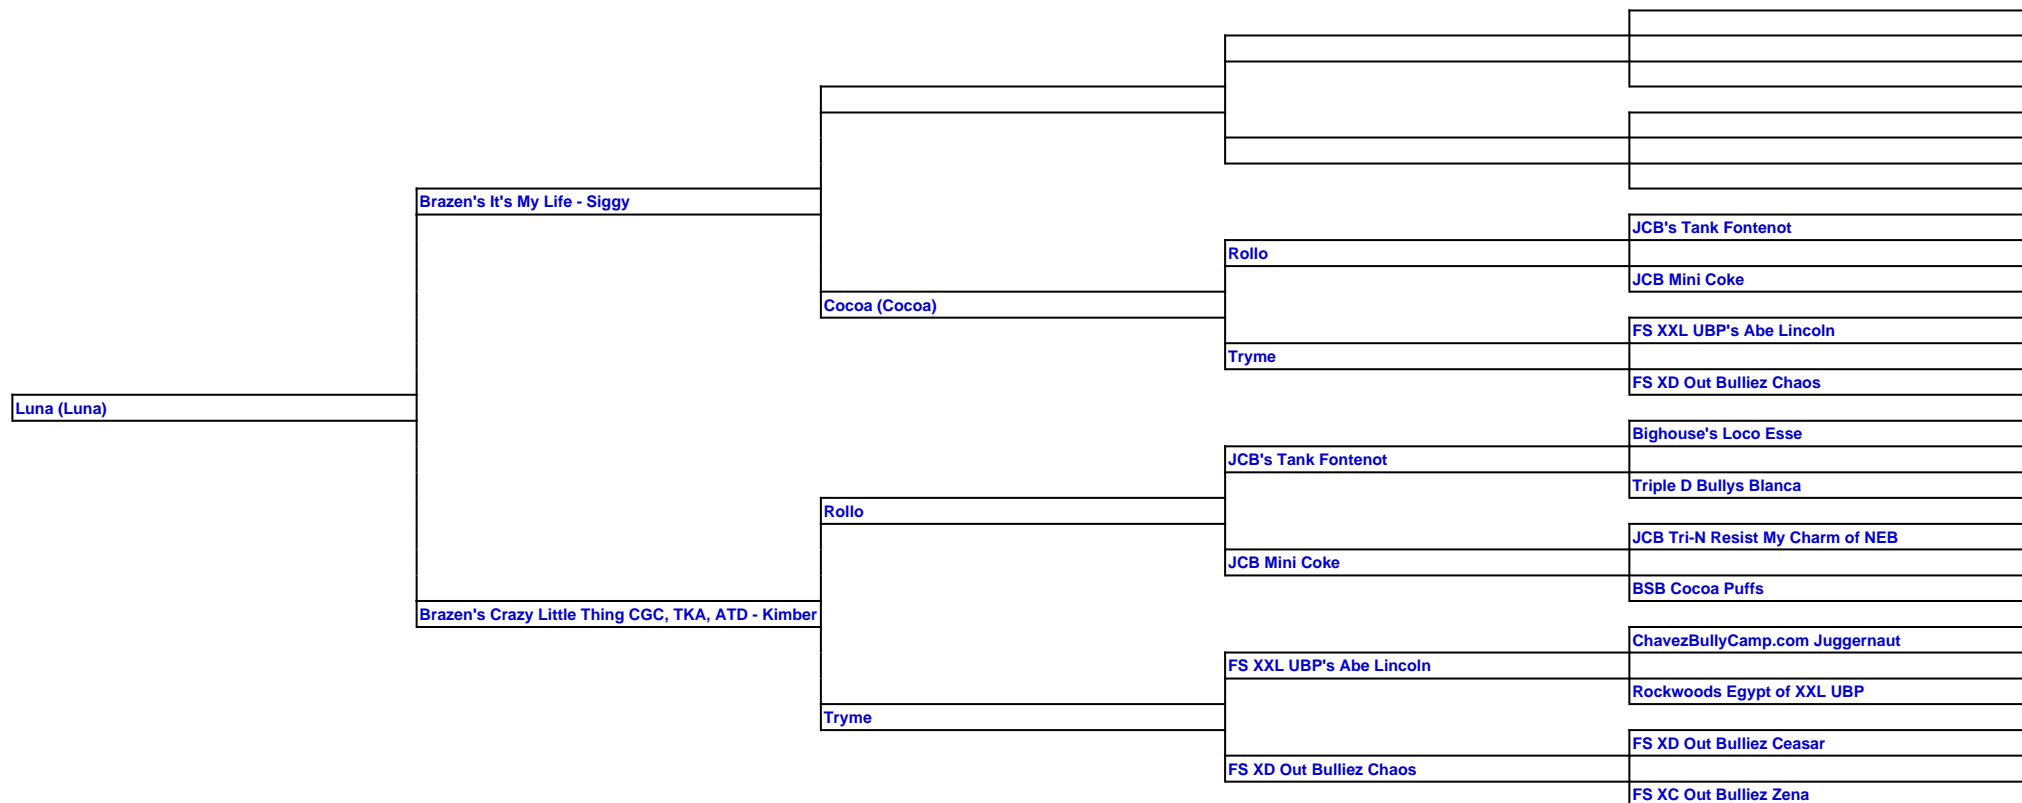 Brazen's It's My Life - Siggy
JCB's Tank Fontenot
Rollo
JCB Mini Coke
Cocoa (Cocoa)
FS XXL UBP's Abe Lincoln
Tryme
FS XD Out Bulliez Chaos
Luna (Luna)
Bighouse's Loco Esse
JCB's Tank Fontenot
Triple D Bullys Blanca
Rollo
JCB Tri-N Resist My Charm of NEB
JCB Mini Coke
BSB Cocoa Puffs
Brazen's Crazy Little Thing CGC, TKA, ATD - Kimber
ChavezBullyCamp.com Juggernaut
FS XXL UBP's Abe Lincoln
Rockwoods Egypt of XXL UBP
Tryme
FS XD Out Bulliez Ceasar
FS XD Out Bulliez Chaos
FS XC Out Bulliez Zena